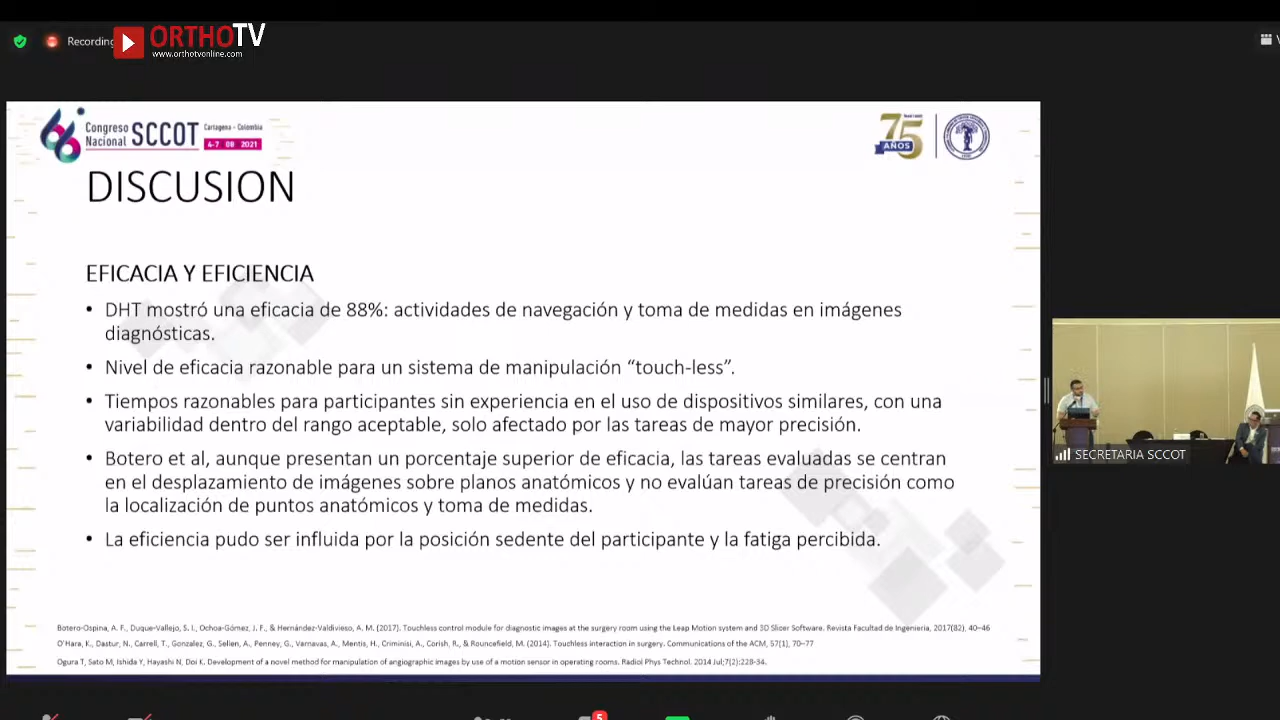 Recording
ORTHOTV
www.orthotvonline.com
Congreso
Nacional SCCOT
Cartagena - Colombia
4-7 08 2021
75
AÑOS
DISCUSION
EFICACIA Y EFICIENCIA
• DHT mostró una eficacia de 88%: actividades de navegación y toma de medidas en imágenes
diagnósticas.
• Nivel de eficacia razonable para un sistema de manipulación “touch-less”.
• Tiempos razonables para participantes sin experiencia en el uso de dispositivos similares, con una
variabilidad dentro del rango aceptable, solo afectado por las tareas de mayor precisión.
• Botero et al, aunque presentan un porcentaje superior de eficacia, las tareas evaluadas se centran
en el desplazamiento de imágenes sobre planos anatómicos y no evalúan tareas de precisión como
la localización de puntos anatómicos y toma de medidas.
• La eficiencia pudo ser influida por la posición sedente del participante y la fatiga percibida.
Botero-Ospina, A. F., Duque-Vallejo, S. I., Ochoa-Gómez, J. F., & Hernández-Valdivieso, A. M. (2017). Touchless control module for diagnostic images at the surgery room using the Leap Motion system and 3D Slicer Software. Revista Facultad de Ingenieria, 2017(82), 40–46
O'Hara, K., Dastur, N., Carrell, T., Gonzalez, G., Sellen, A., Penney, G., Varnavas, A., Mentis, H., Criminisi, A., Corish, R., & Rouncefield, M. (2014). Touchless interaction in surgery. Communications of the ACM, 57(1), 70–77
Ogura T, Sato M, Ishida Y, Hayashi N, Doi K. Development of a novel method for manipulation of angiographic images by use of a motion sensor in operating rooms. Radiol Phys Technol. 2014 Jul;7(2):228-34.
SECRETARIA SCCOT
5